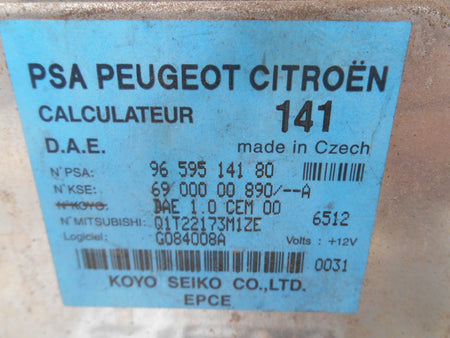 PSA PEUGEOT CITROËN
CALCULATEUR 141
D.A.E. made in Czech
N°PSA: 96 595 141 80
N°KSE: 69 000 00 890/--A
N°KOYO: DAE 1.0 CEM 00
N°MITSUBISHI: Q1T22173M1ZE 6512
Logiciel: G084008A Volts : +12V
0031
KOYO SEIKO CO.,LTD.
EPCE